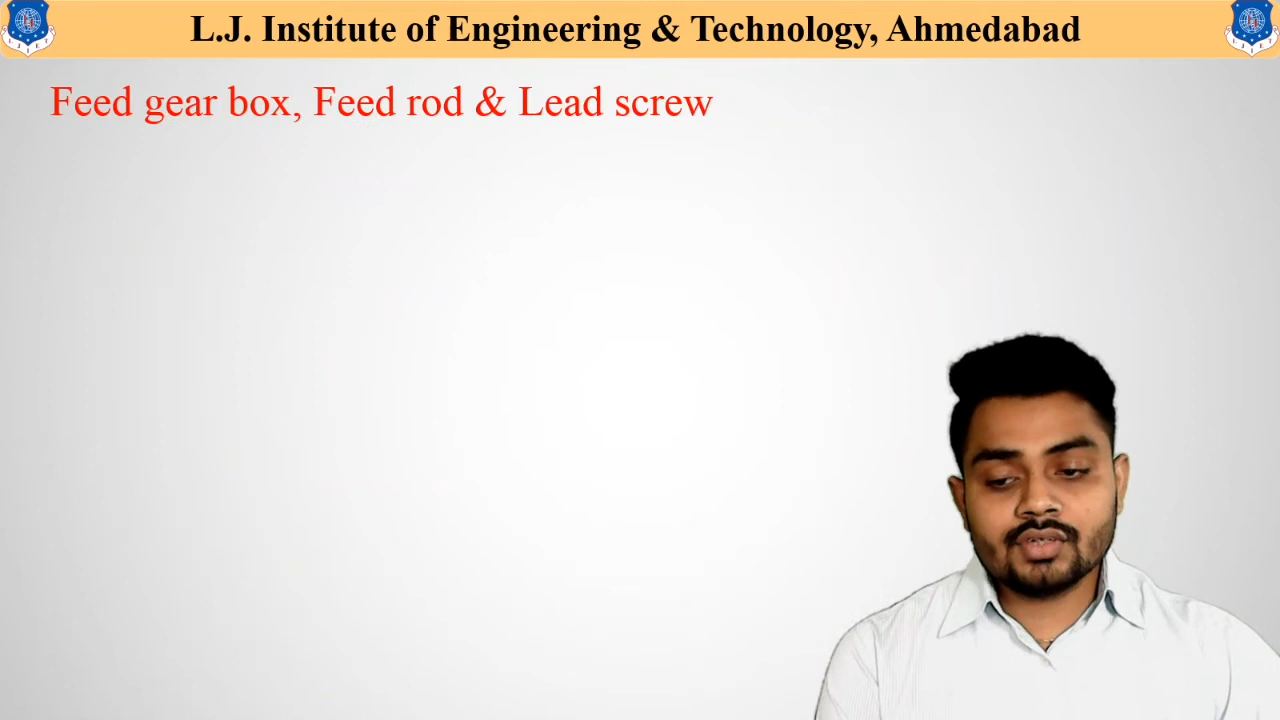 L.J. Institute of Engineering & Technology, Ahmedabad
Feed gear box, Feed rod & Lead screw